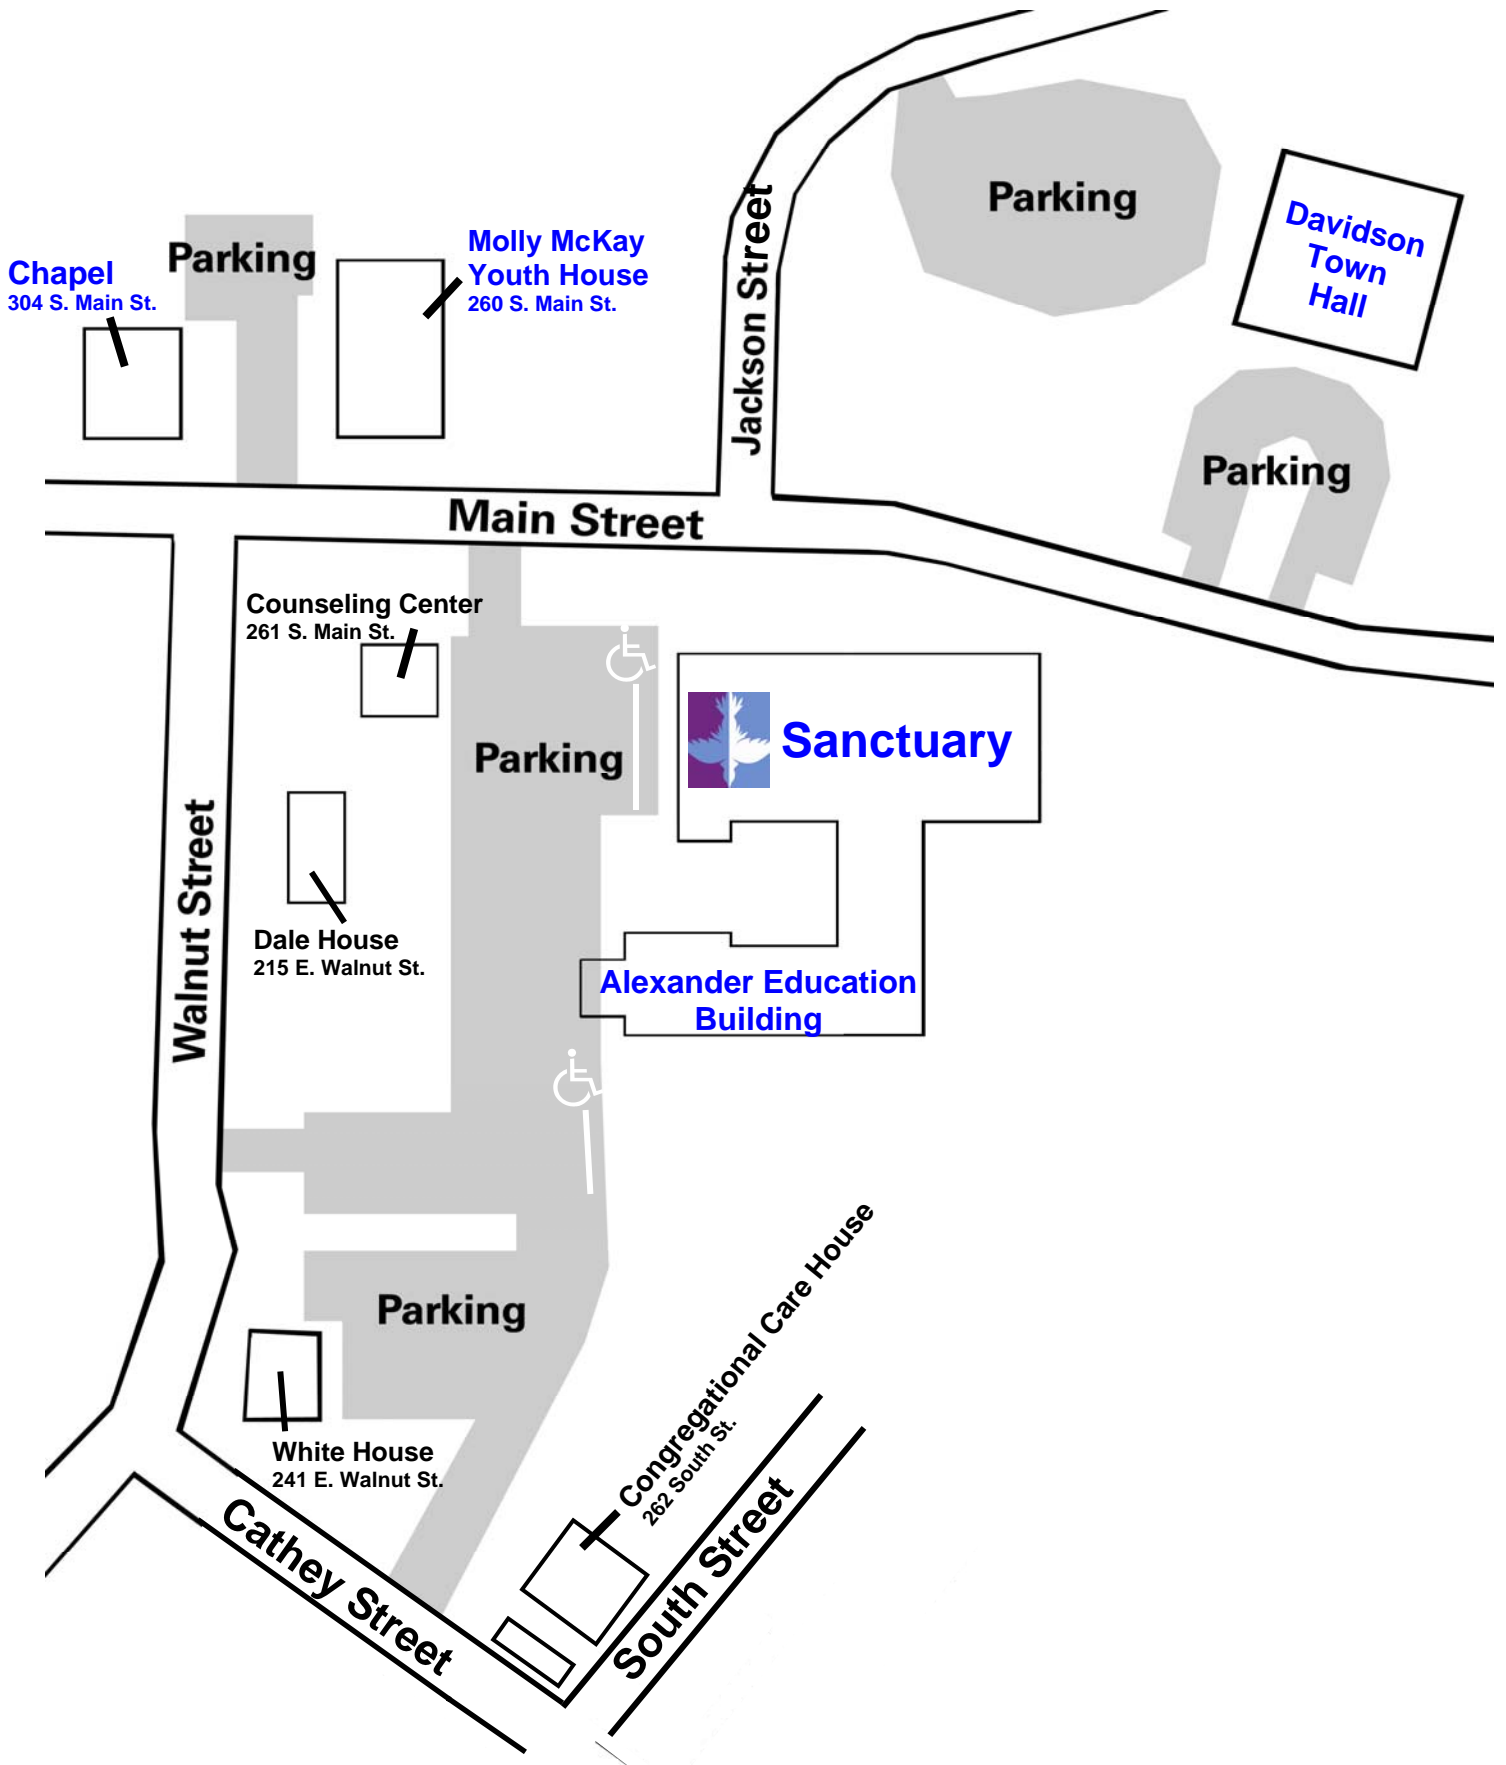 Parking
Davidson
Town
Hall
Jackson Street
Parking
Molly McKay
Youth House
260 S. Main St.
Chapel
304 S. Main St.
Parking
Main Street
Counseling Center
261 S. Main St.
Parking
Sanctuary
Walnut Street
Dale House
215 E. Walnut St.
Alexander Education
Building
Parking
Congregational Care House
262 South St.
White House
241 E. Walnut St.
Cathey Street
South Street